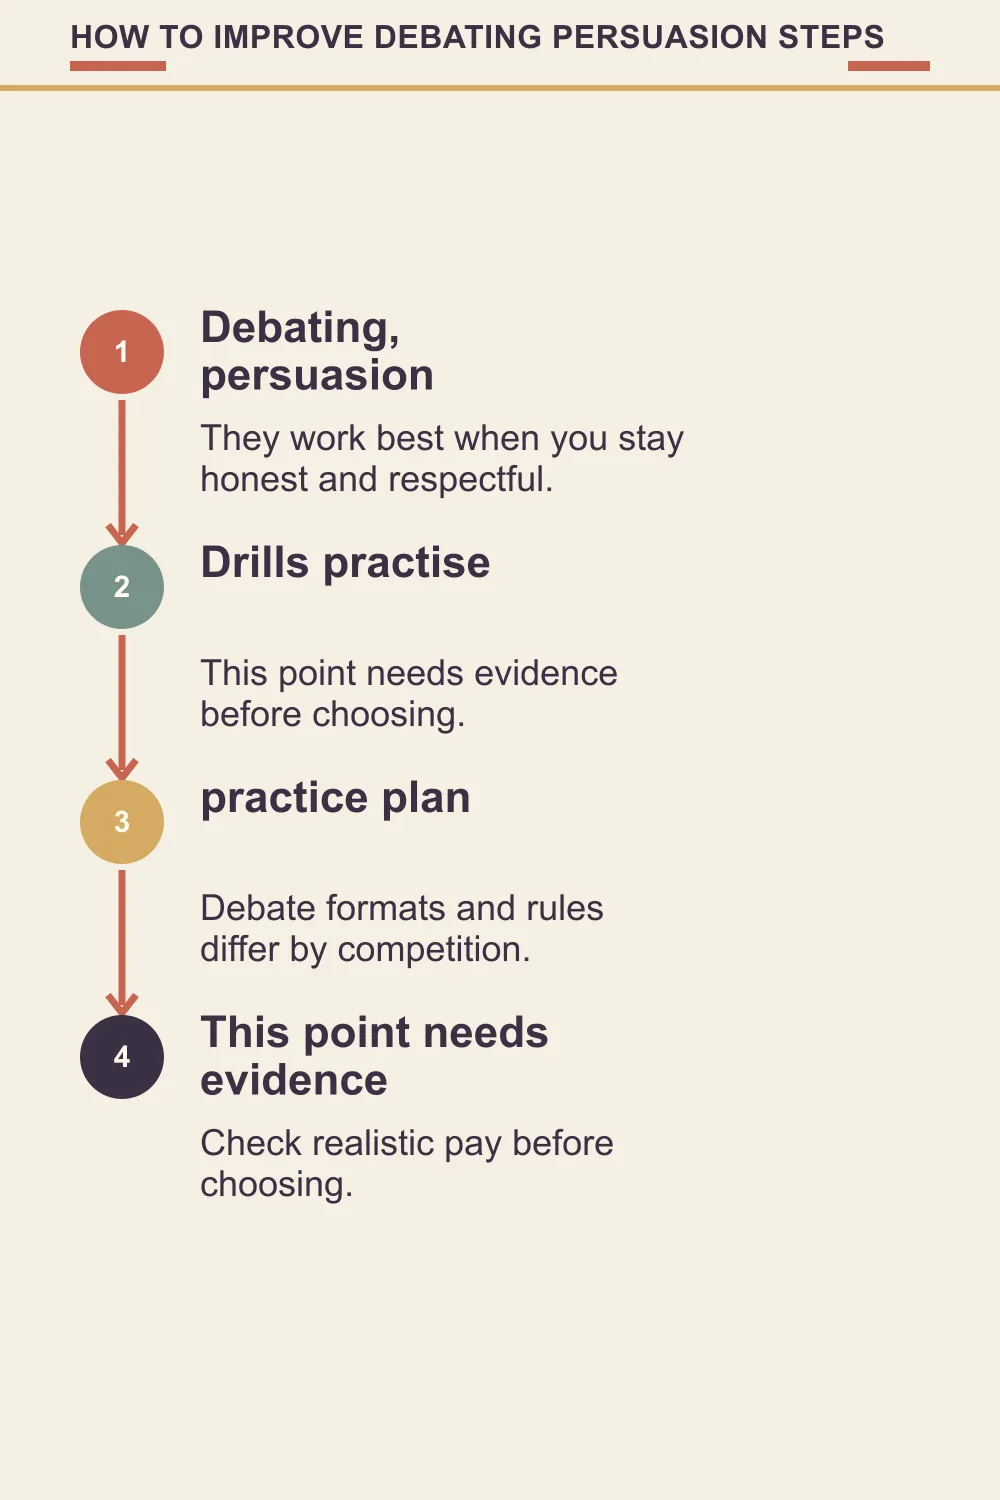 HOW TO IMPROVE DEBATING PERSUASION STEPS
1
Debating,
persuasion
They work best when you stay
honest and respectful.
2
Drills practise
This point needs evidence
before choosing.
3
practice plan
Debate formats and rules
differ by competition.
4
This point needs
evidence
Check realistic pay before
choosing.